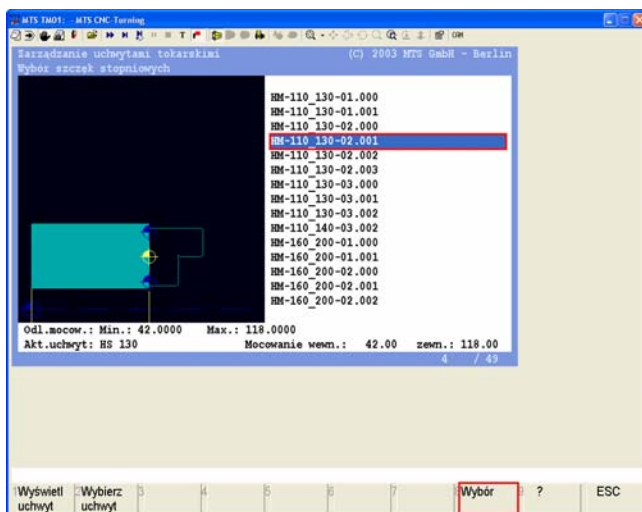 MTS TM01: - MTS CNC-Turning
Zarządzanie uchwytami tokarskimi (C) 2003 MTS GmbH - Berlin
Wybór szczęk stopniowych
HM-110_130-01.000
HM-110_130-01.001
HM-110_130-02.000
HM-110_130-02.001
HM-110_130-02.002
HM-110_130-02.003
HM-110_130-03.000
HM-110_130-03.001
HM-110_130-03.002
HM-110_140-03.002
HM-160_200-01.000
HM-160_200-01.001
HM-160_200-02.000
HM-160_200-02.001
HM-160_200-02.002
Odl.mocow.: Min.: 42.0000 Max.: 118.0000
Akt.uchwyt: HS 130 Mocowanie wewn.: 42.00 zewn.: 118.00
4 / 49
1 Wyświetl uchwyt 2 Wybierz uchwyt 3 4 5 6 7 8 Wybór 9 ? ESC